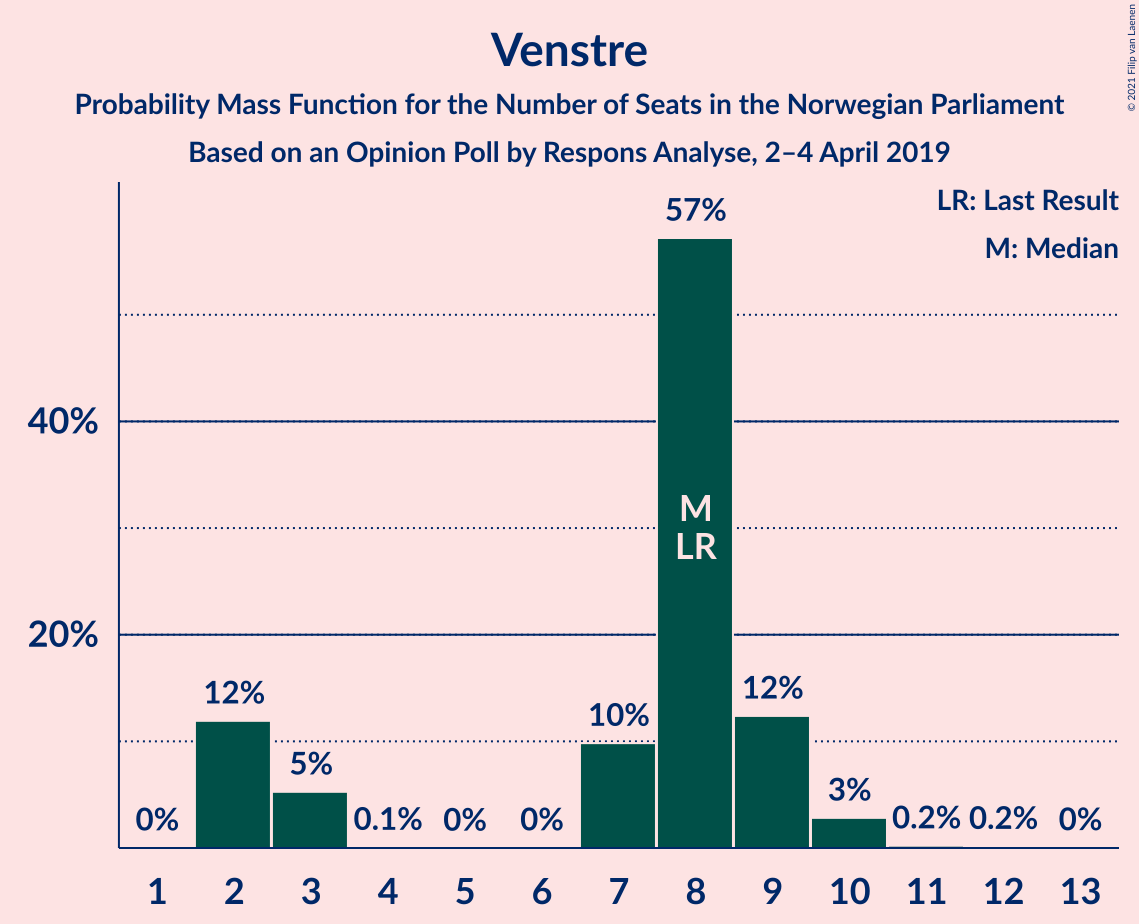 Venstre
Probability Mass Function for the Number of Seats in the Norwegian Parliament
Based on an Opinion Poll by Respons Analyse, 2–4 April 2019
© 2021 Filip van Laenen
LR: Last Result
M: Median
57%
40%
M
LR
20%
12%
12%
10%
5%
3%
0%
0.1%
0%
0%
0.2%
0.2%
0%
1 2 3 4 5 6 7 8 9 10 11 12 13